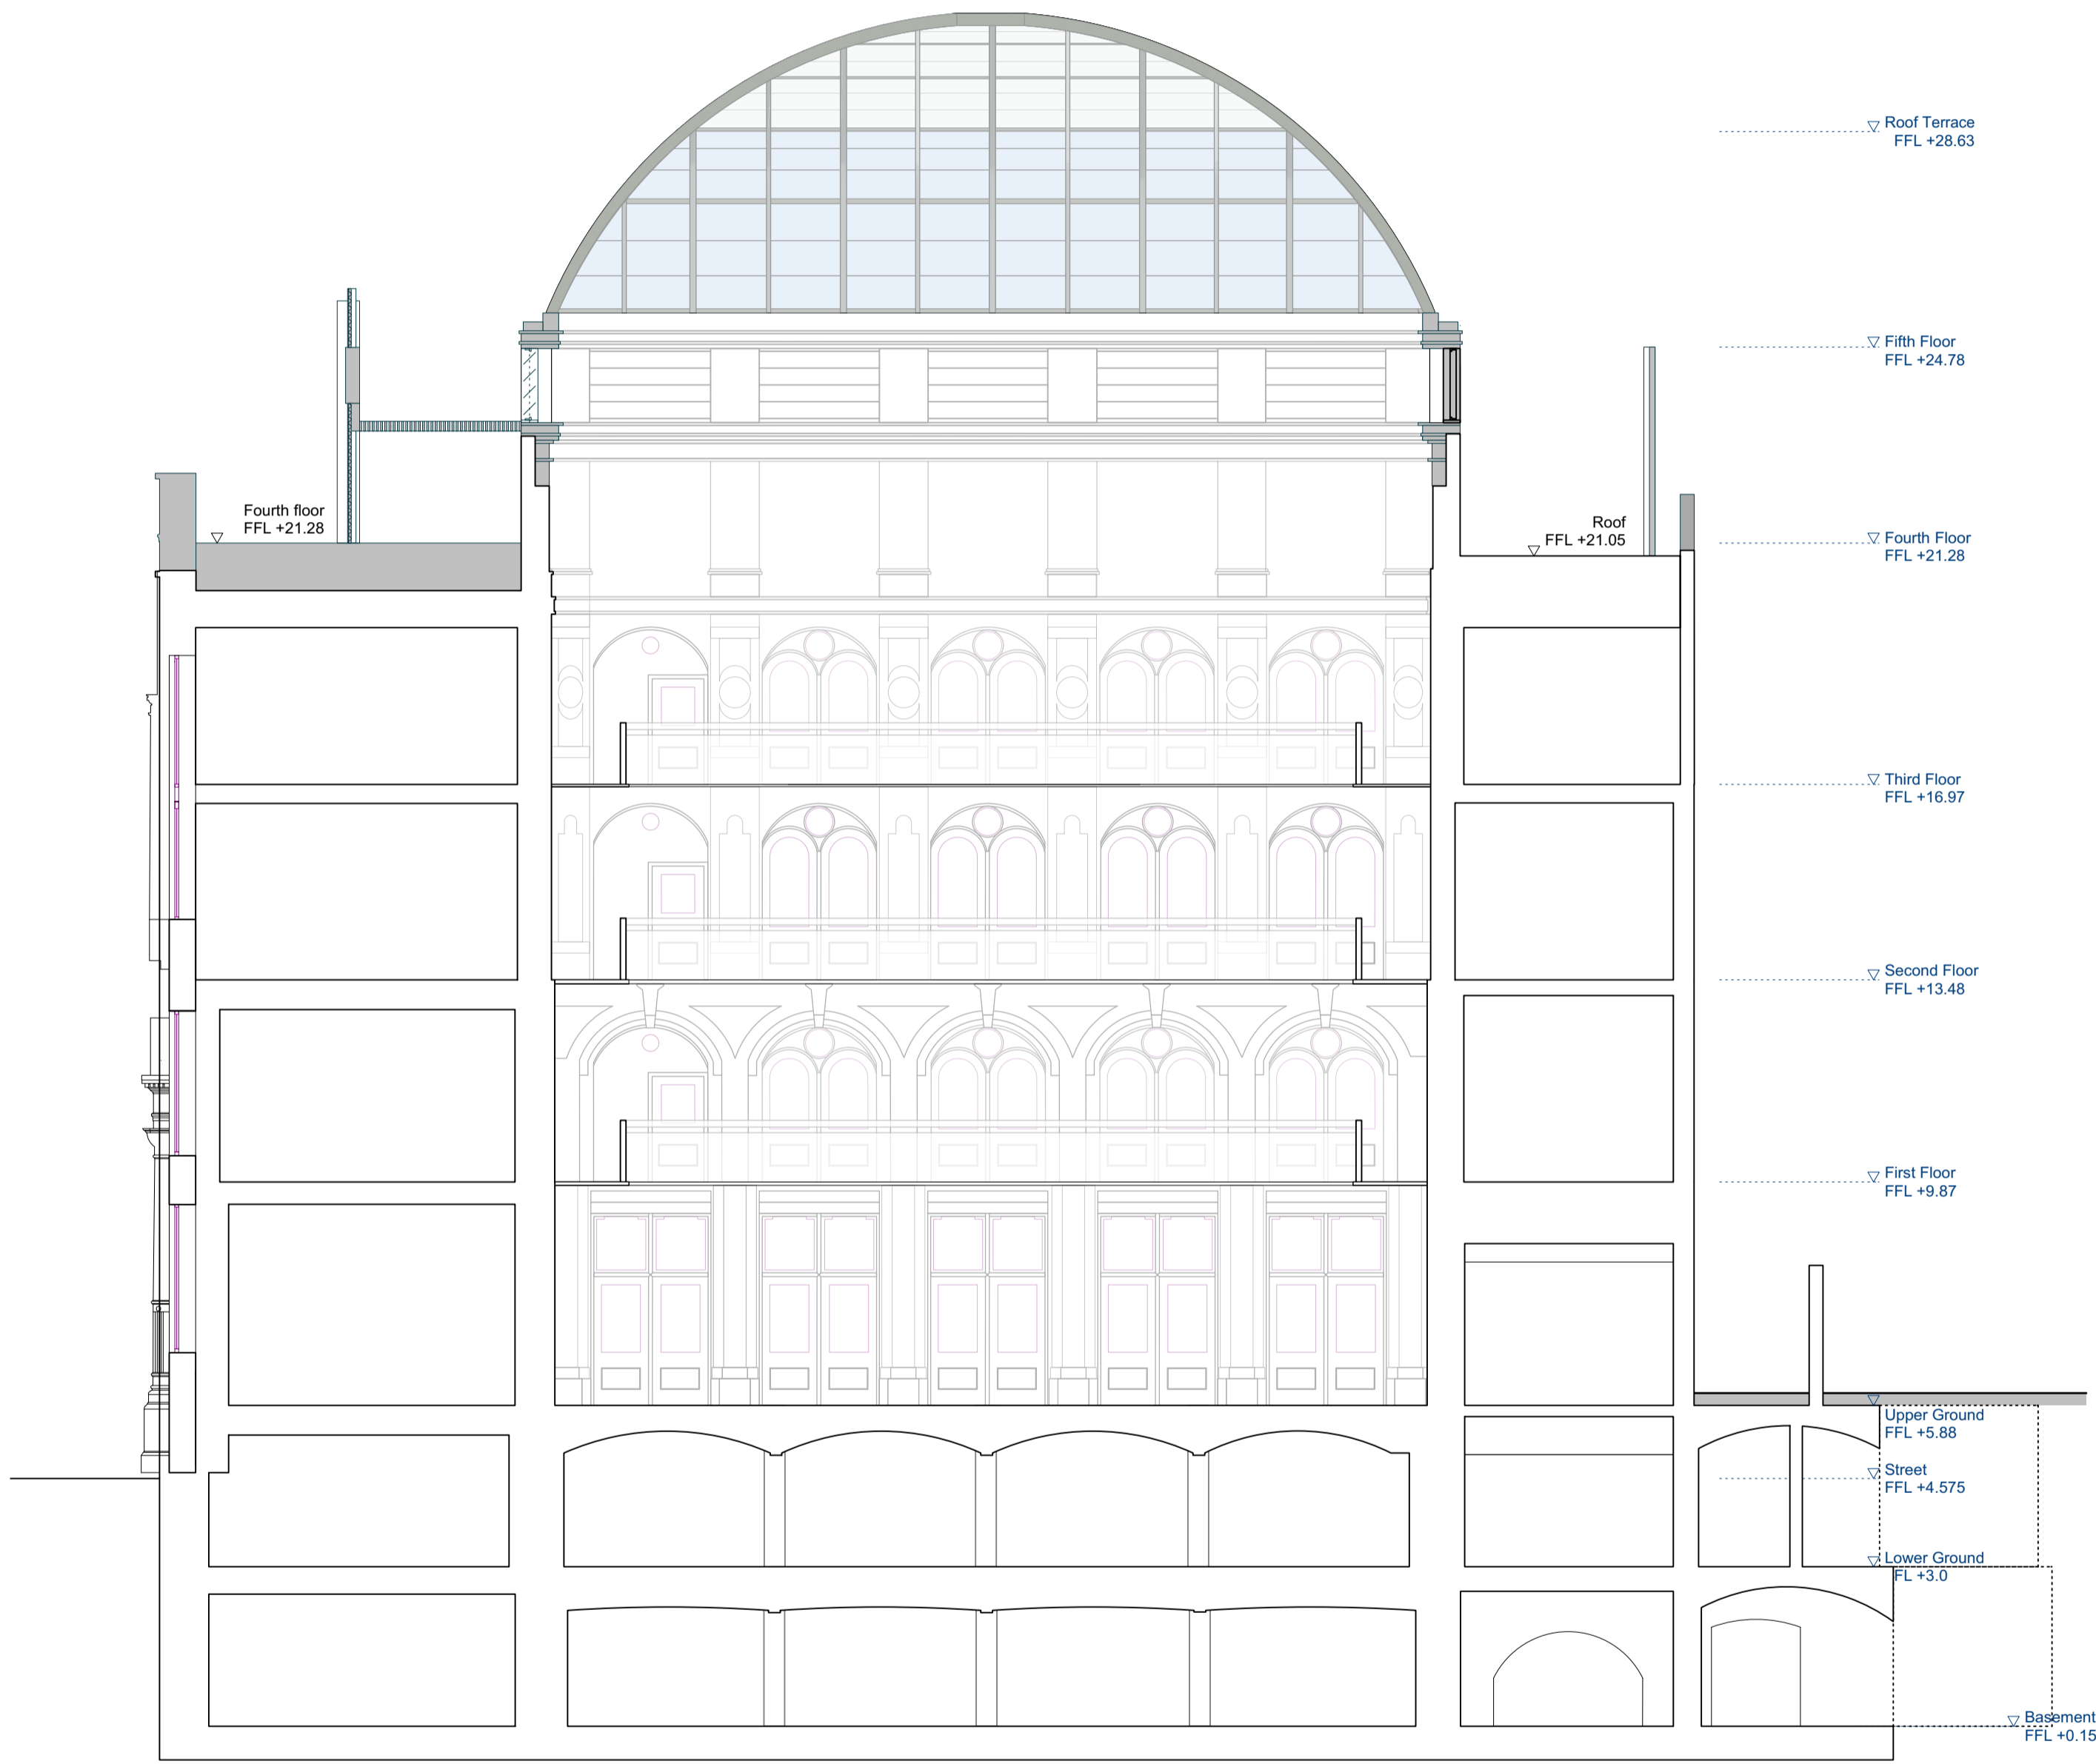 Roof Terrace
FFL +28.63
Fifth Floor
FFL +24.78
Fourth floor
FFL +21.28
Roof
FFL +21.05
Fourth Floor
FFL +21.28
Third Floor
FFL +16.97
Second Floor
FFL +13.48
First Floor
FFL +9.87
Upper Ground
FFL +5.88
Street
FFL +4.575
Lower Ground
FL +3.0
Basement
FFL +0.15